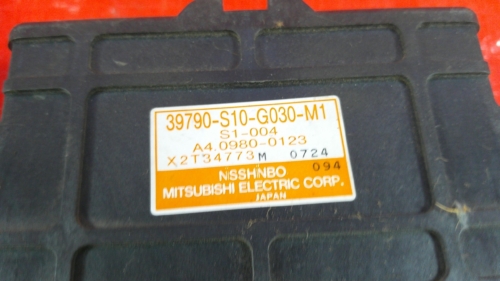 39790-S10-G030-M1
S1-004
A4.0980-0123
X2T34773M 0724
094
NISSHINBO
MITSUBISHI ELECTRIC CORP.
JAPAN